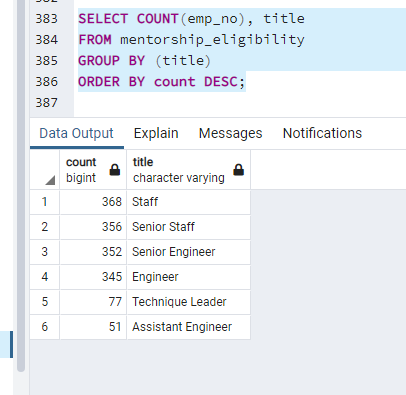 383 SELECT COUNT(emp_no), title
384 FROM mentorship_eligibility
385 GROUP BY (title)
386 ORDER BY count DESC;
387
Data Output Explain Messages Notifications
count title
bigint character varying
1 368 Staff
2 356 Senior Staff
3 352 Senior Engineer
4 345 Engineer
5 77 Technique Leader
6 51 Assistant Engineer